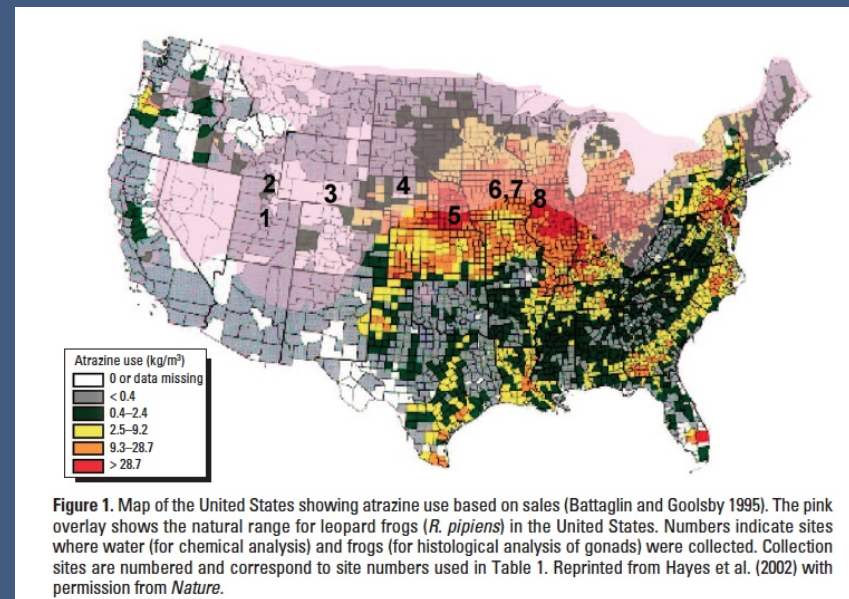 2
1
3
4
6,7
8
5
Atrazine use (kg/m³)
0 or data missing
< 0.4
0.4–2.4
2.5–9.2
9.3–28.7
> 28.7
Figure 1. Map of the United States showing atrazine use based on sales (Battaglin and Goolsby 1995). The pink
overlay shows the natural range for leopard frogs (R. pipiens) in the United States. Numbers indicate sites
where water (for chemical analysis) and frogs (for histological analysis of gonads) were collected. Collection
sites are numbered and correspond to site numbers used in Table 1. Reprinted from Hayes et al. (2002) with
permission from Nature.